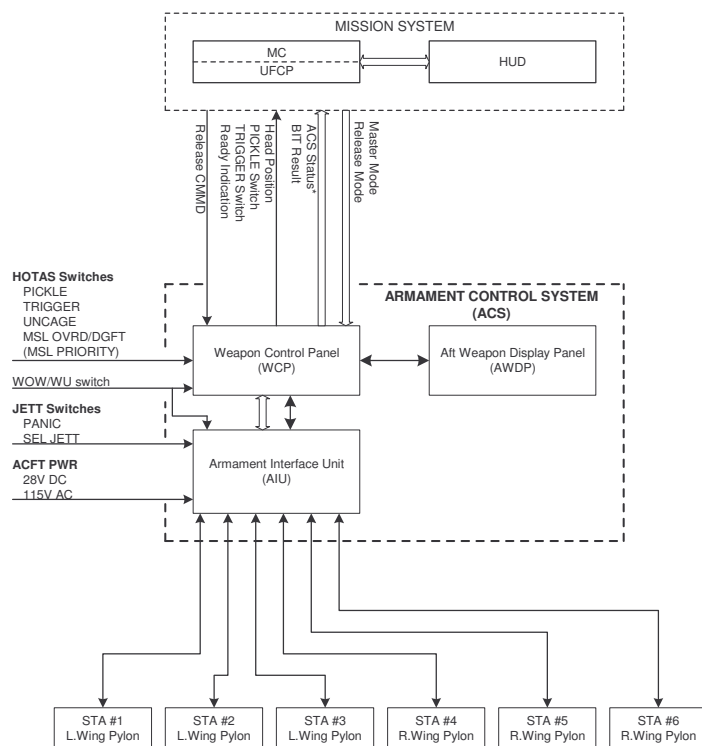 MISSION SYSTEM
MC
UFCP
HUD
Release CMMD
Ready Indication
TRIGGER Switch
PICKLE Switch
Head Position
BIT Result
ACS Status*
Release Mode
Master Mode
HOTAS Switches
PICKLE
TRIGGER
UNCAGE
MSL OVRD/DGFT
(MSL PRIORITY)
WOW/WU switch
JETT Switches
PANIC
SEL JETT
ACFT PWR
28V DC
115V AC
ARMAMENT CONTROL SYSTEM
(ACS)
Weapon Control Panel
(WCP)
Aft Weapon Display Panel
(AWDP)
Armament Interface Unit
(AIU)
STA #1
L.Wing Pylon
STA #2
L.Wing Pylon
STA #3
L.Wing Pylon
STA #4
R.Wing Pylon
STA #5
R.Wing Pylon
STA #6
R.Wing Pylon